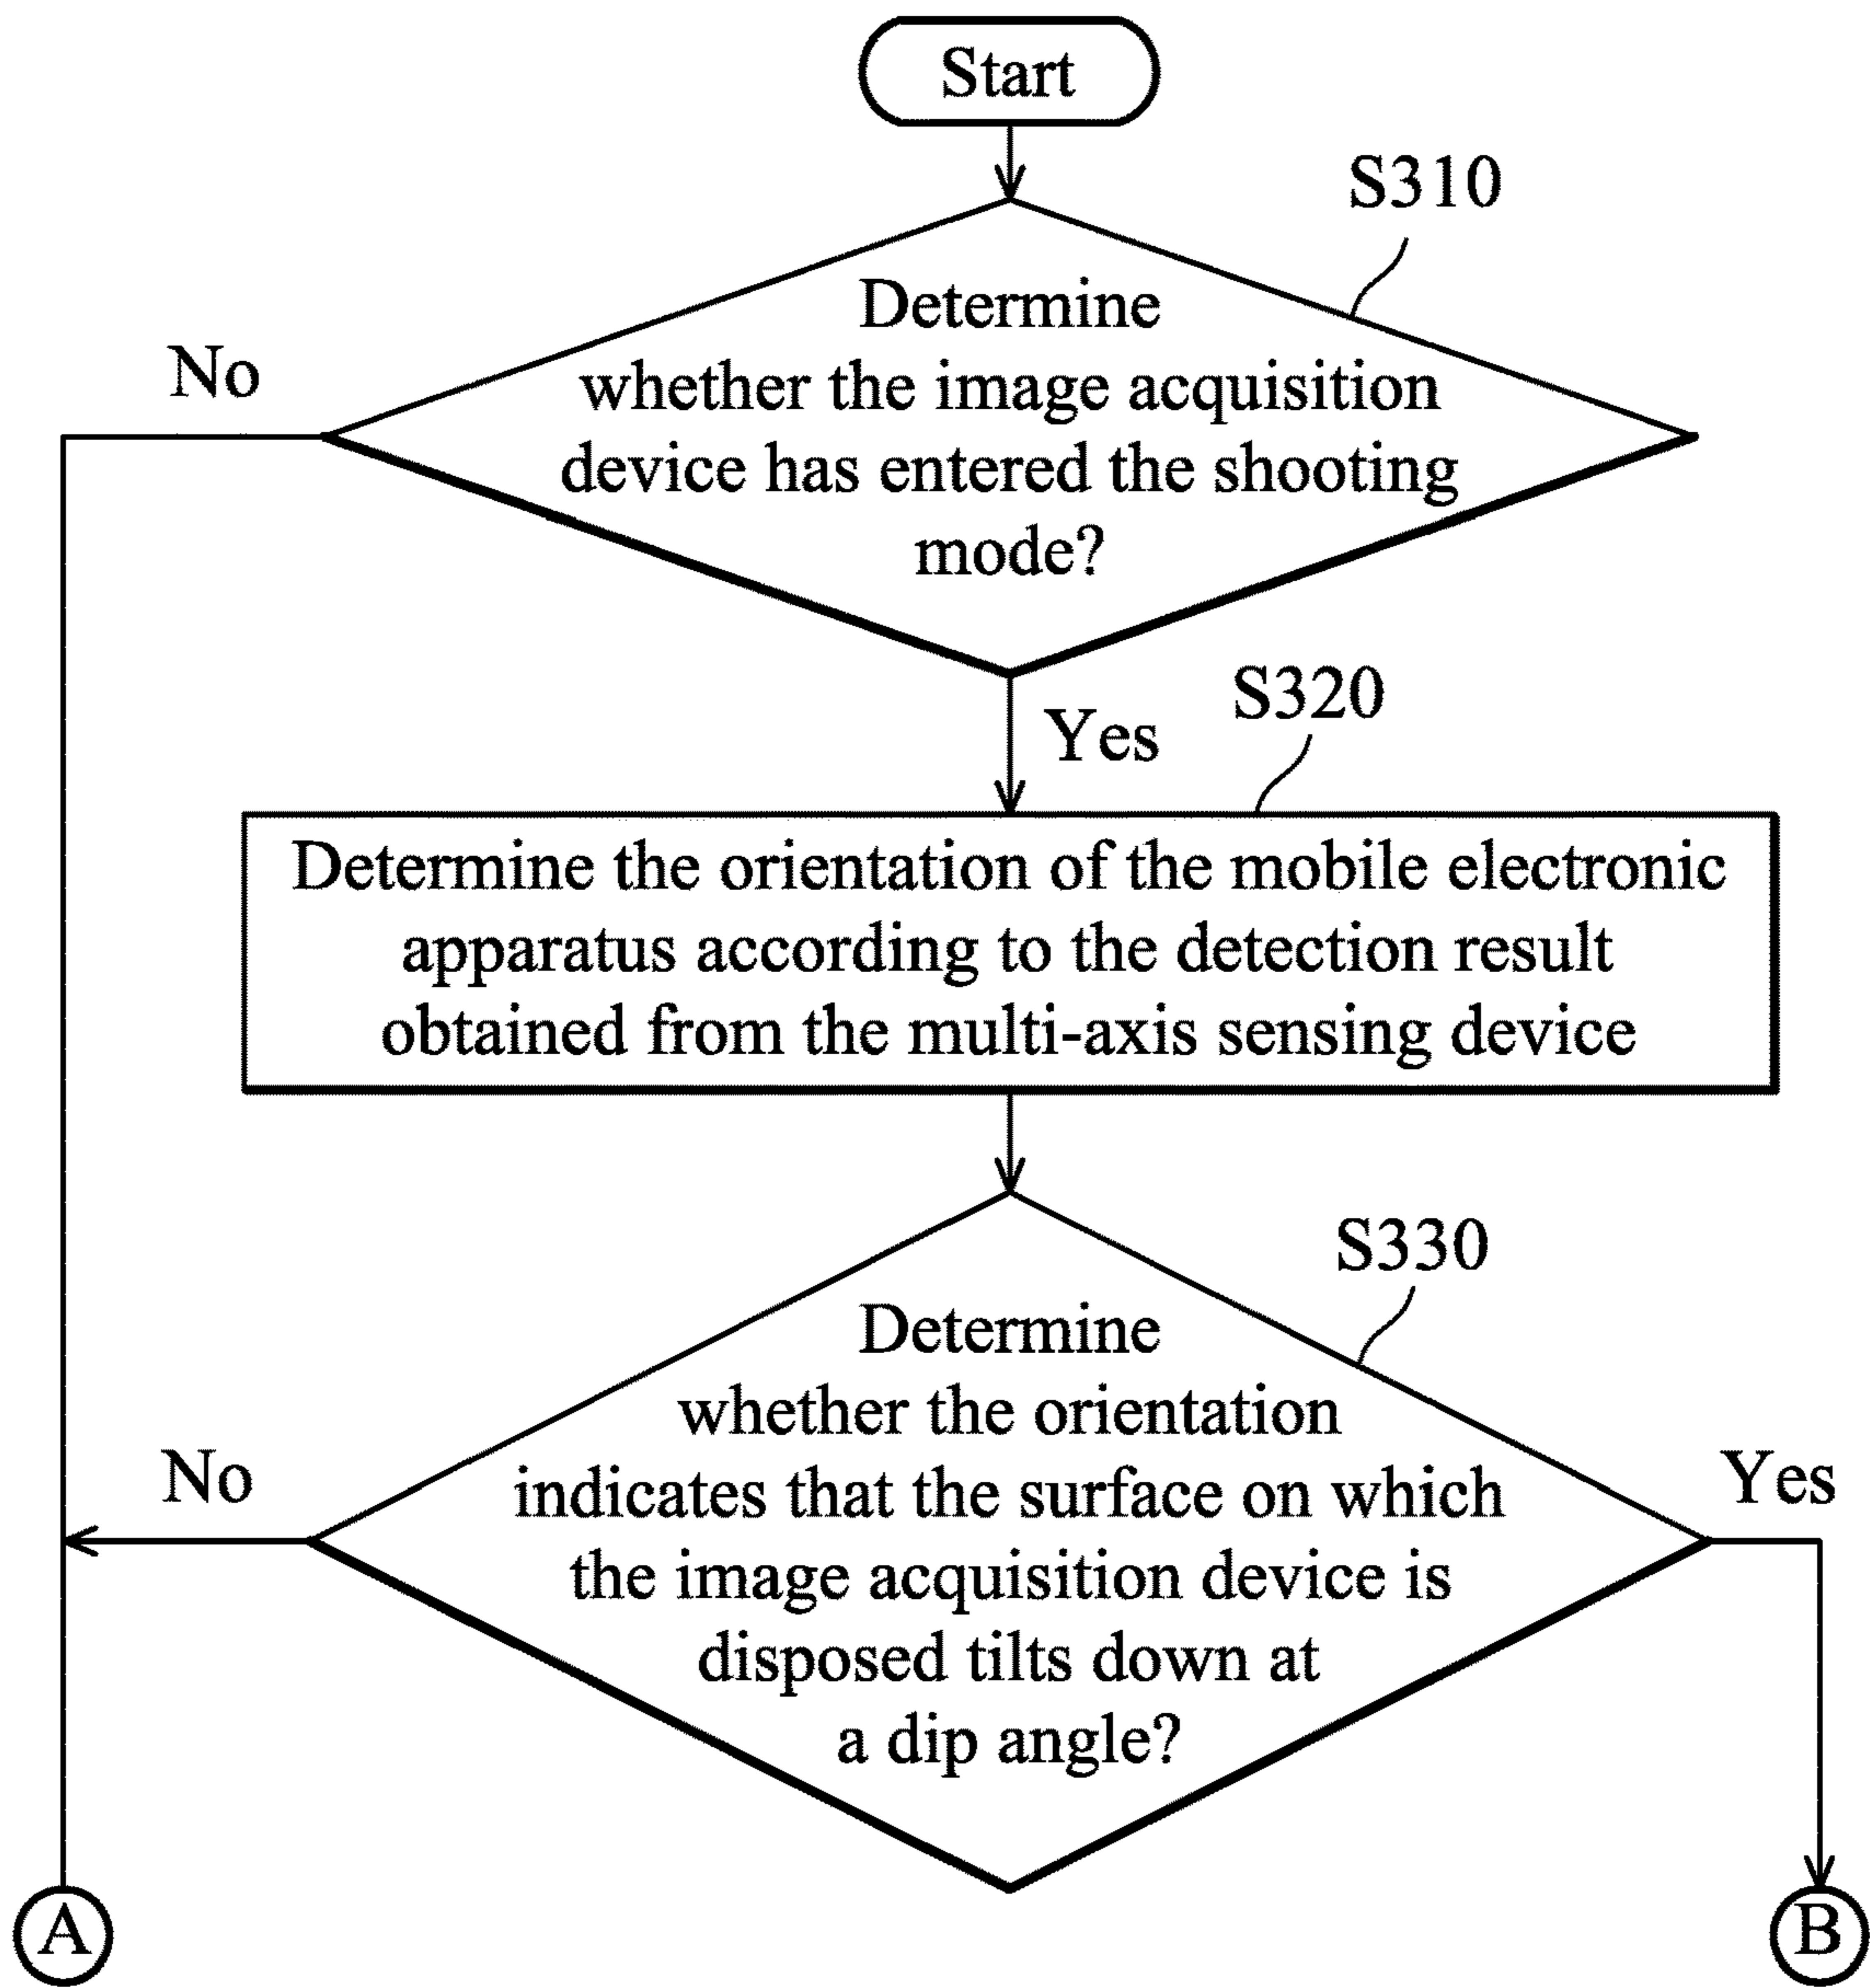 Start
S310
Determine
whether the image acquisition
device has entered the shooting
mode?
No
Yes
S320
Determine the orientation of the mobile electronic
apparatus according to the detection result
obtained from the multi-axis sensing device
S330
Determine
whether the orientation
indicates that the surface on which
the image acquisition device is
disposed tilts down at
a dip angle?
No
Yes
A
B